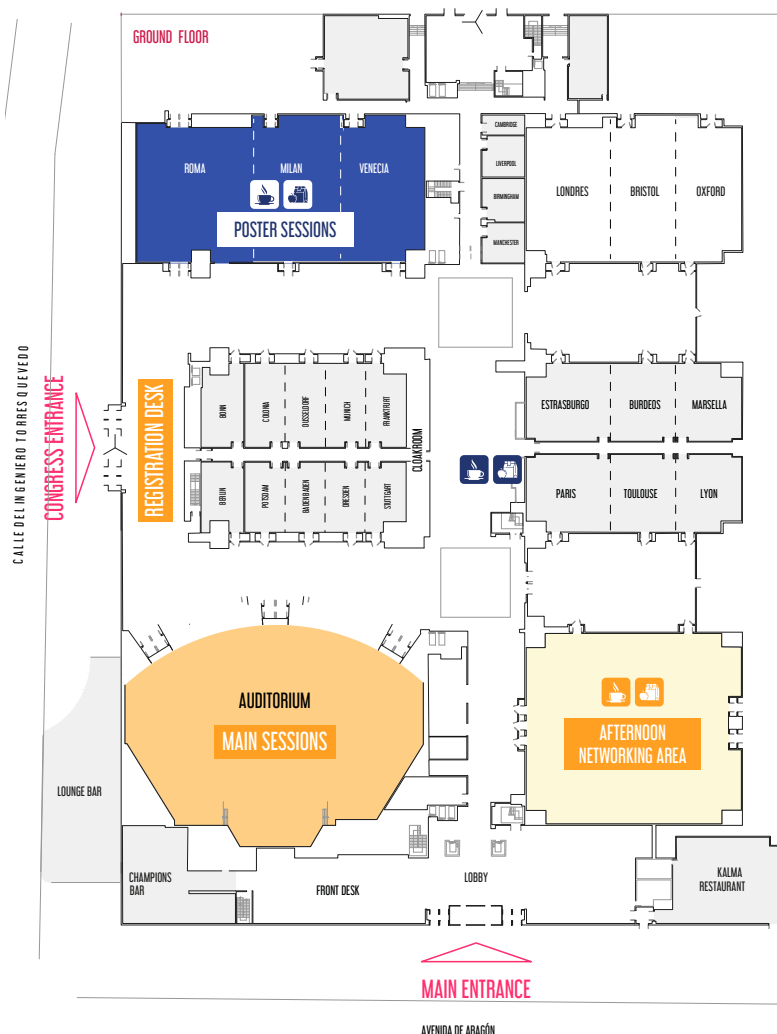 GROUND FLOOR
CAMBRIDGE
LIVERPOOL
BIRMINGHAM
MANCHESTER
ROMA
MILAN
VENECIA
POSTER SESSIONS
LONDRES
BRISTOL
OXFORD
CALLE DEL INGENIERO TORRES QUEVEDO
CONGRESS ENTRANCE
REGISTRATION DESK
BONN
COLONIA
DUSSELDORF
MUNICH
FRANKFURT
BERLIN
POTSDAM
BADEN BADEN
DRESDEN
STUTTGART
CLOAKROOM
ESTRASBURGO
BURDEOS
MARSELLA
PARIS
TOULOUSE
LYON
AUDITORIUM
MAIN SESSIONS
AFTERNOON
NETWORKING AREA
LOUNGE BAR
CHAMPIONS
BAR
FRONT DESK
LOBBY
KALMA
RESTAURANT
MAIN ENTRANCE
AVENIDA DE ARAGÓN